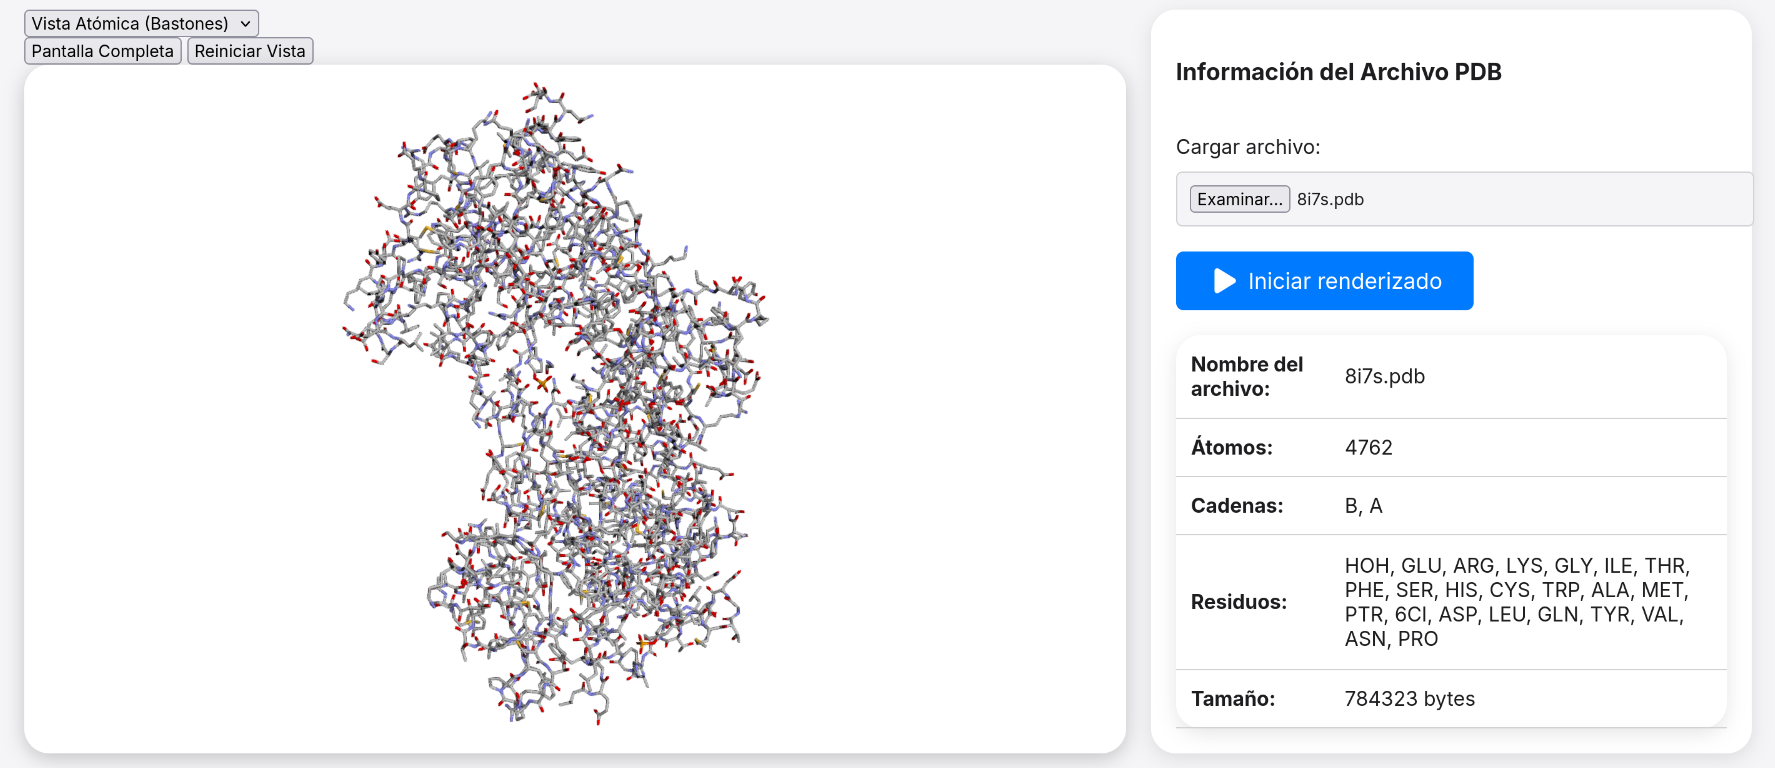 Vista Atómica (Bastones)
Pantalla Completa
Reiniciar Vista
Información del Archivo PDB
Cargar archivo:
Examinar... 8i7s.pdb
Iniciar renderizado
Nombre del
archivo:
8i7s.pdb
Átomos: 4762
Cadenas: B, A
Residuos:
HOH, GLU, ARG, LYS, GLY, ILE, THR,
PHE, SER, HIS, CYS, TRP, ALA, MET,
PTR, 6CI, ASP, LEU, GLN, TYR, VAL,
ASN, PRO
Tamaño: 784323 bytes